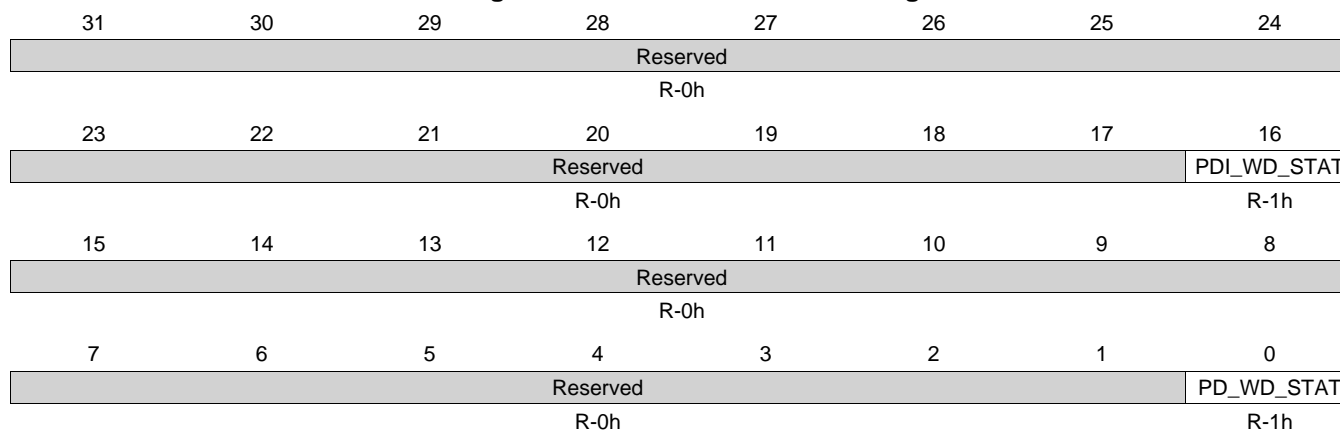 31 30 29 28 27 26 25 24
Reserved
R-0h
23 22 21 20 19 18 17 16
Reserved PDI_WD_STAT
R-0h R-1h
15 14 13 12 11 10 9 8
Reserved
R-0h
7 6 5 4 3 2 1 0
Reserved PD_WD_STAT
R-0h R-1h